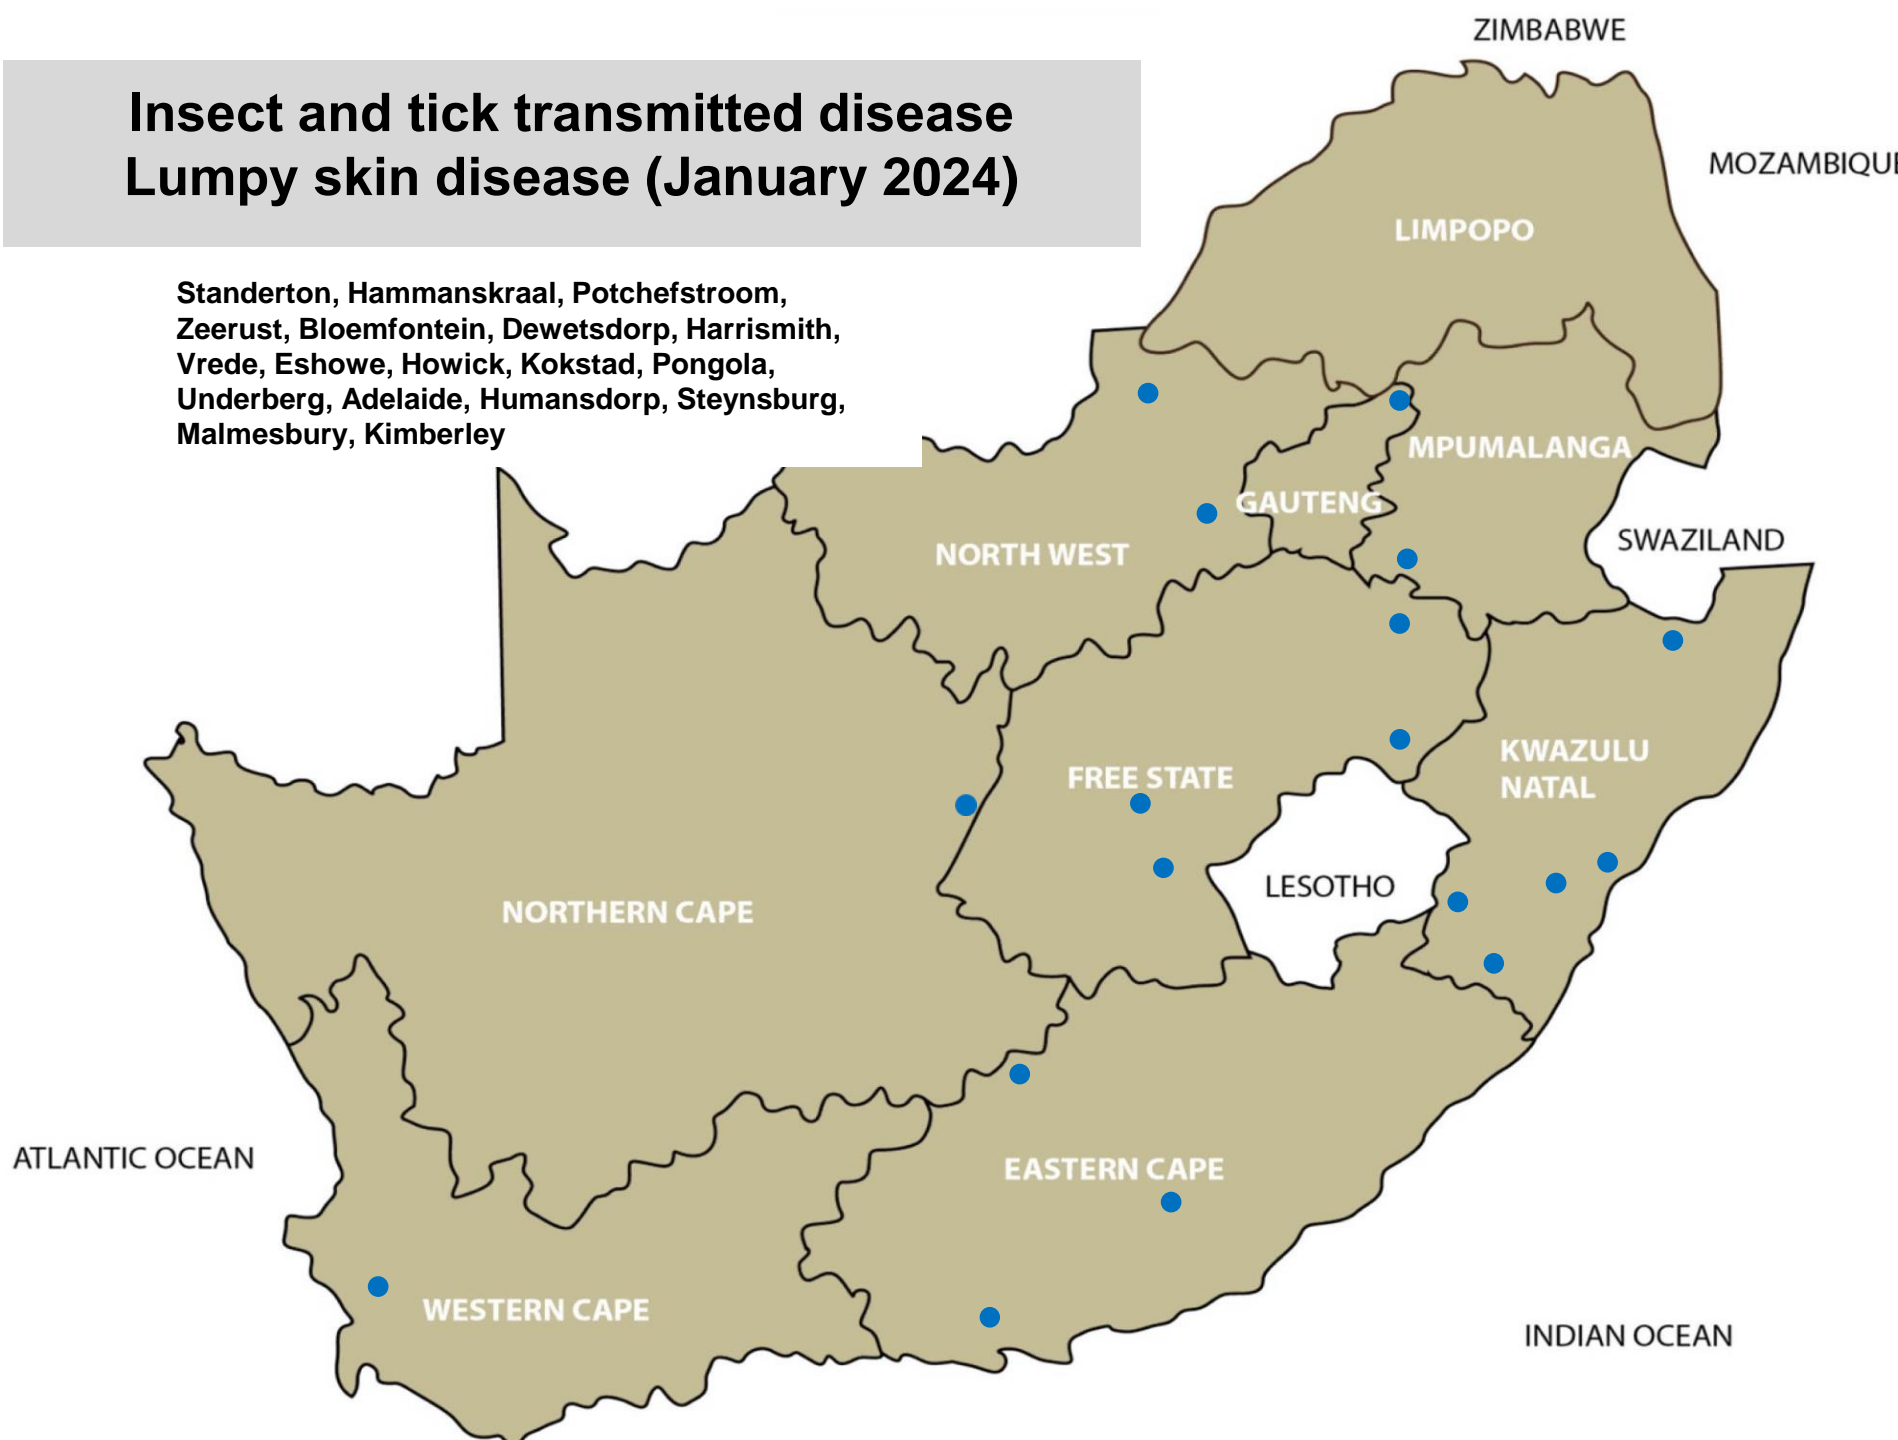 ZIMBABWE
Insect and tick transmitted disease
Lumpy skin disease (January 2024)
MOZAMBIQUE
LIMPOPO
Standerton, Hammanskraal, Potchefstroom,
Zeerust, Bloemfontein, Dewetsdorp, Harrismith,
Vrede, Eshowe, Howick, Kokstad, Pongola,
Underberg, Adelaide, Humansdorp, Steynsburg,
Malmesbury, Kimberley
MPUMALANGA
GAUTENG
SWAZILAND
NORTH WEST
KWAZULU
NATAL
FREE STATE
LESOTHO
NORTHERN CAPE
ATLANTIC OCEAN
EASTERN CAPE
WESTERN CAPE
INDIAN OCEAN